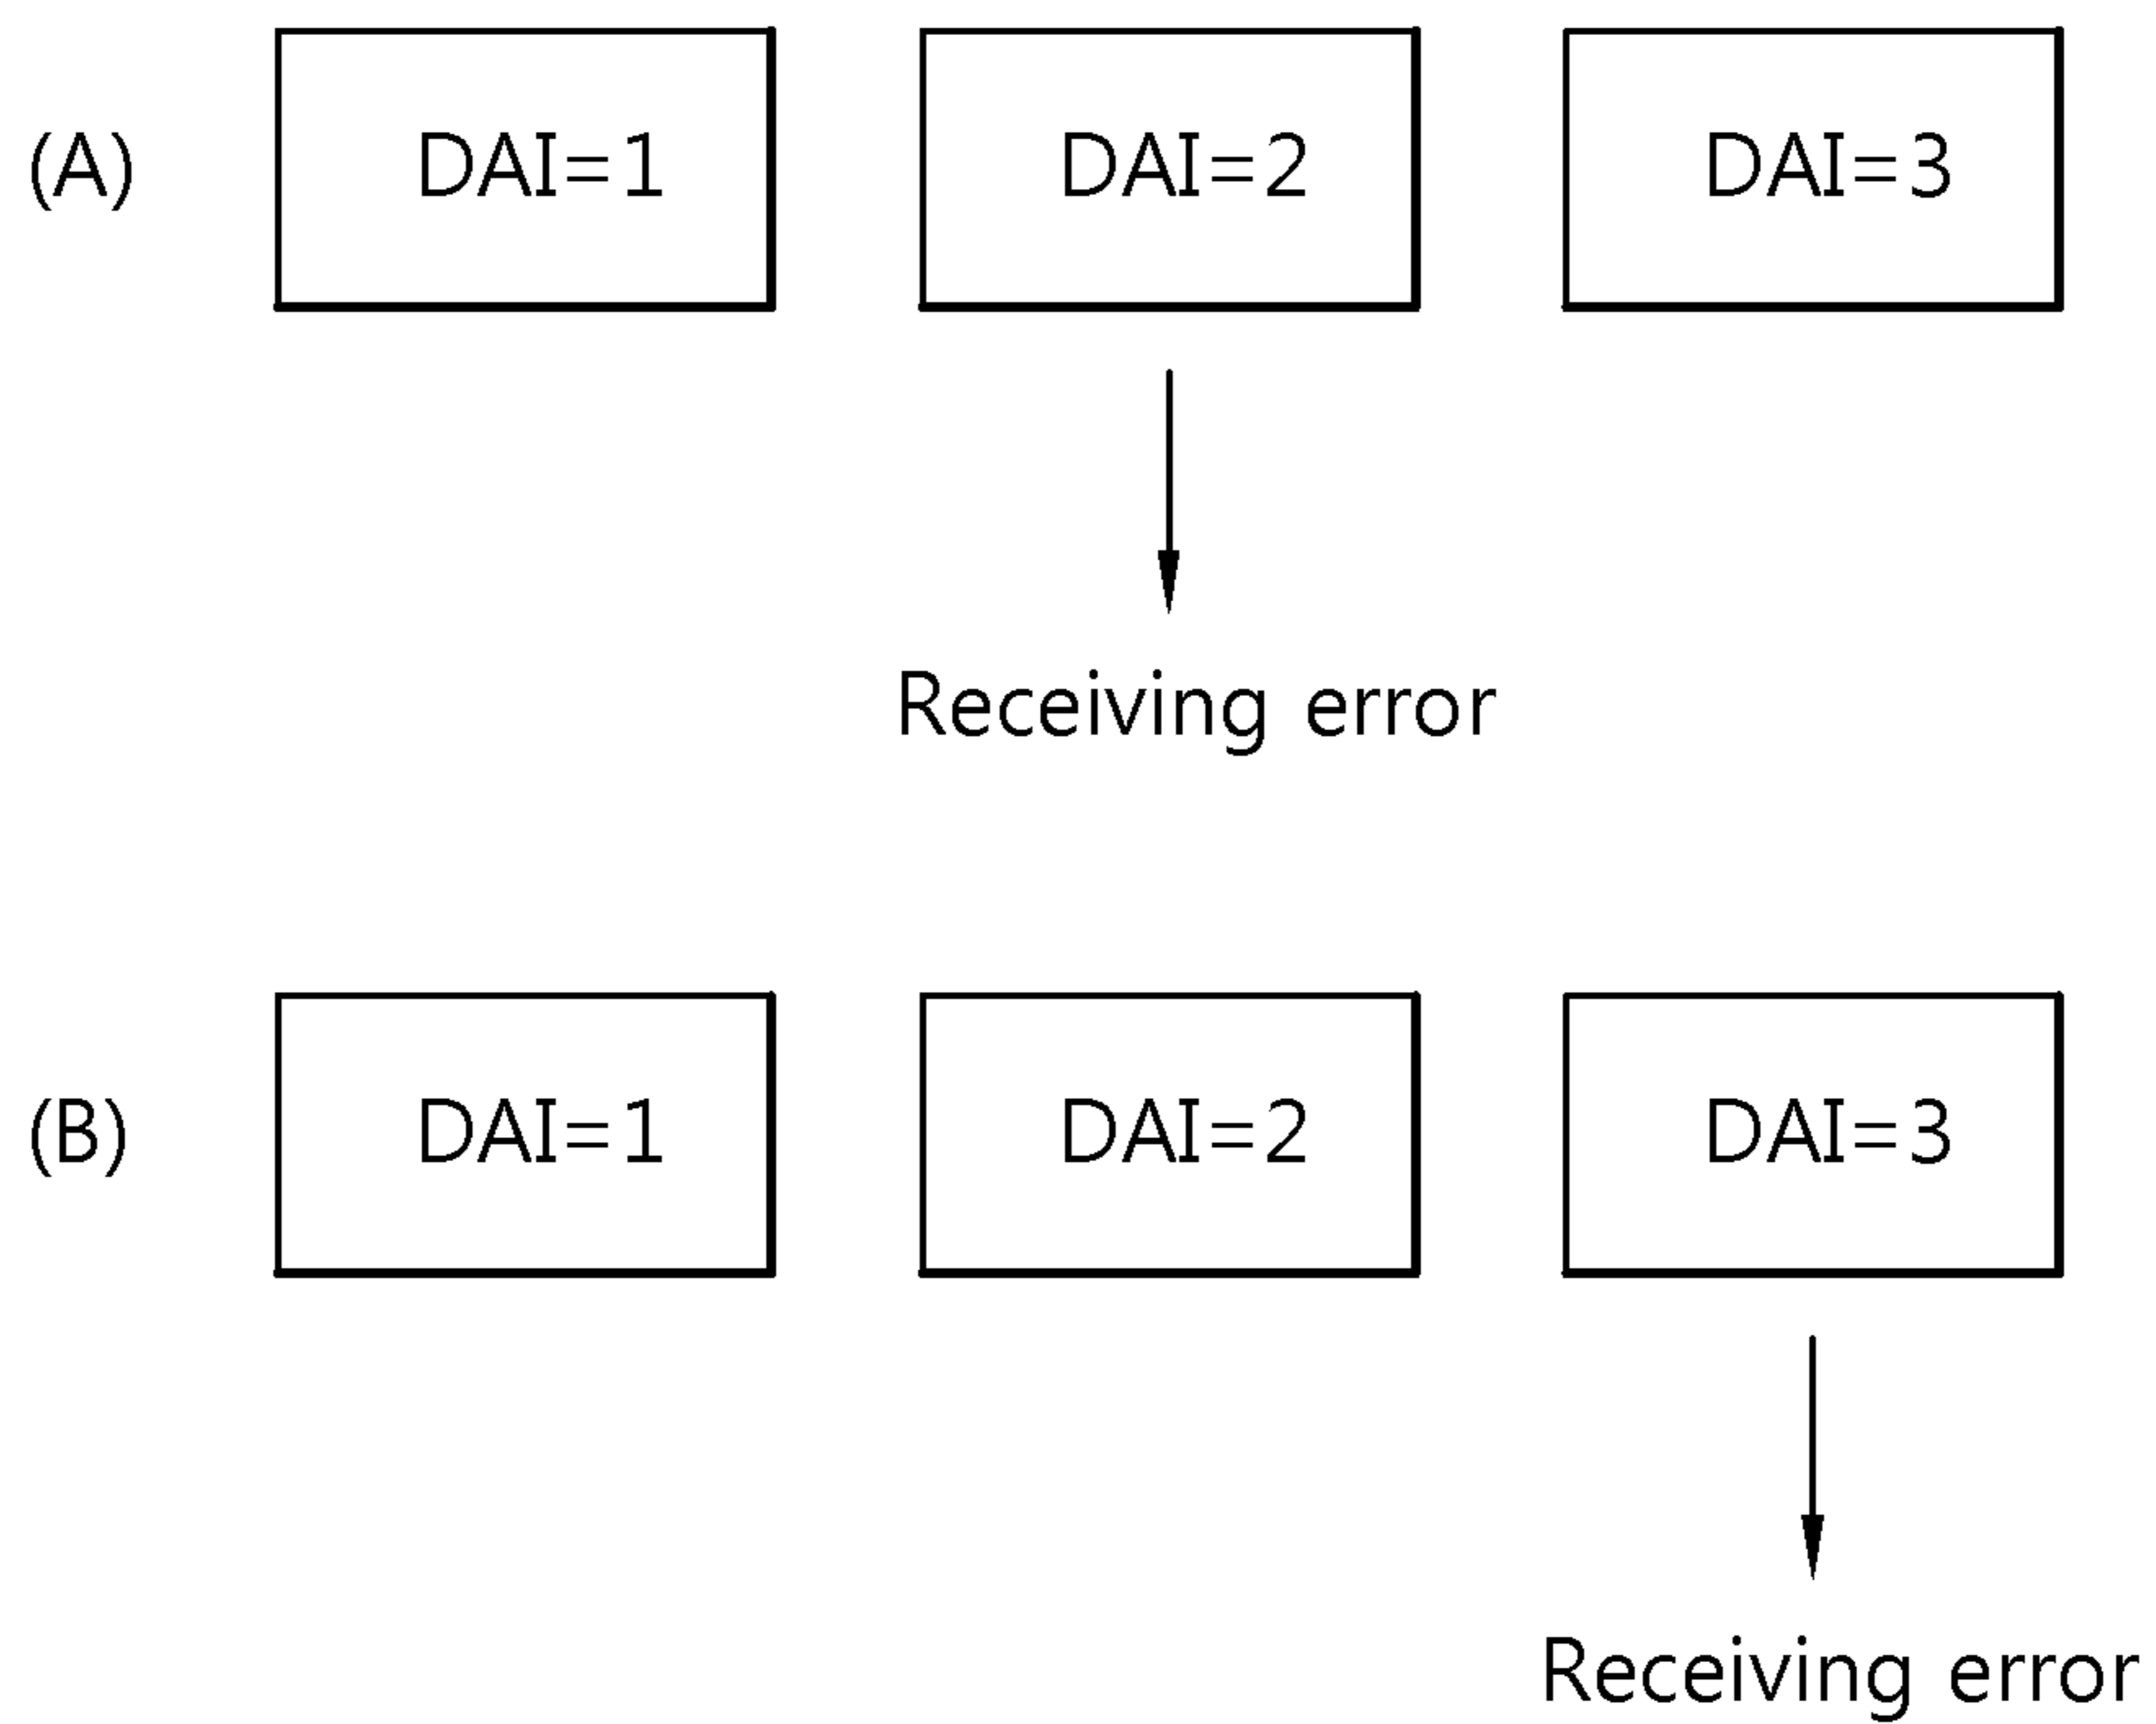 (A) DAI=1 DAI=2 DAI=3
Receiving error
(B) DAI=1 DAI=2 DAI=3
Receiving error